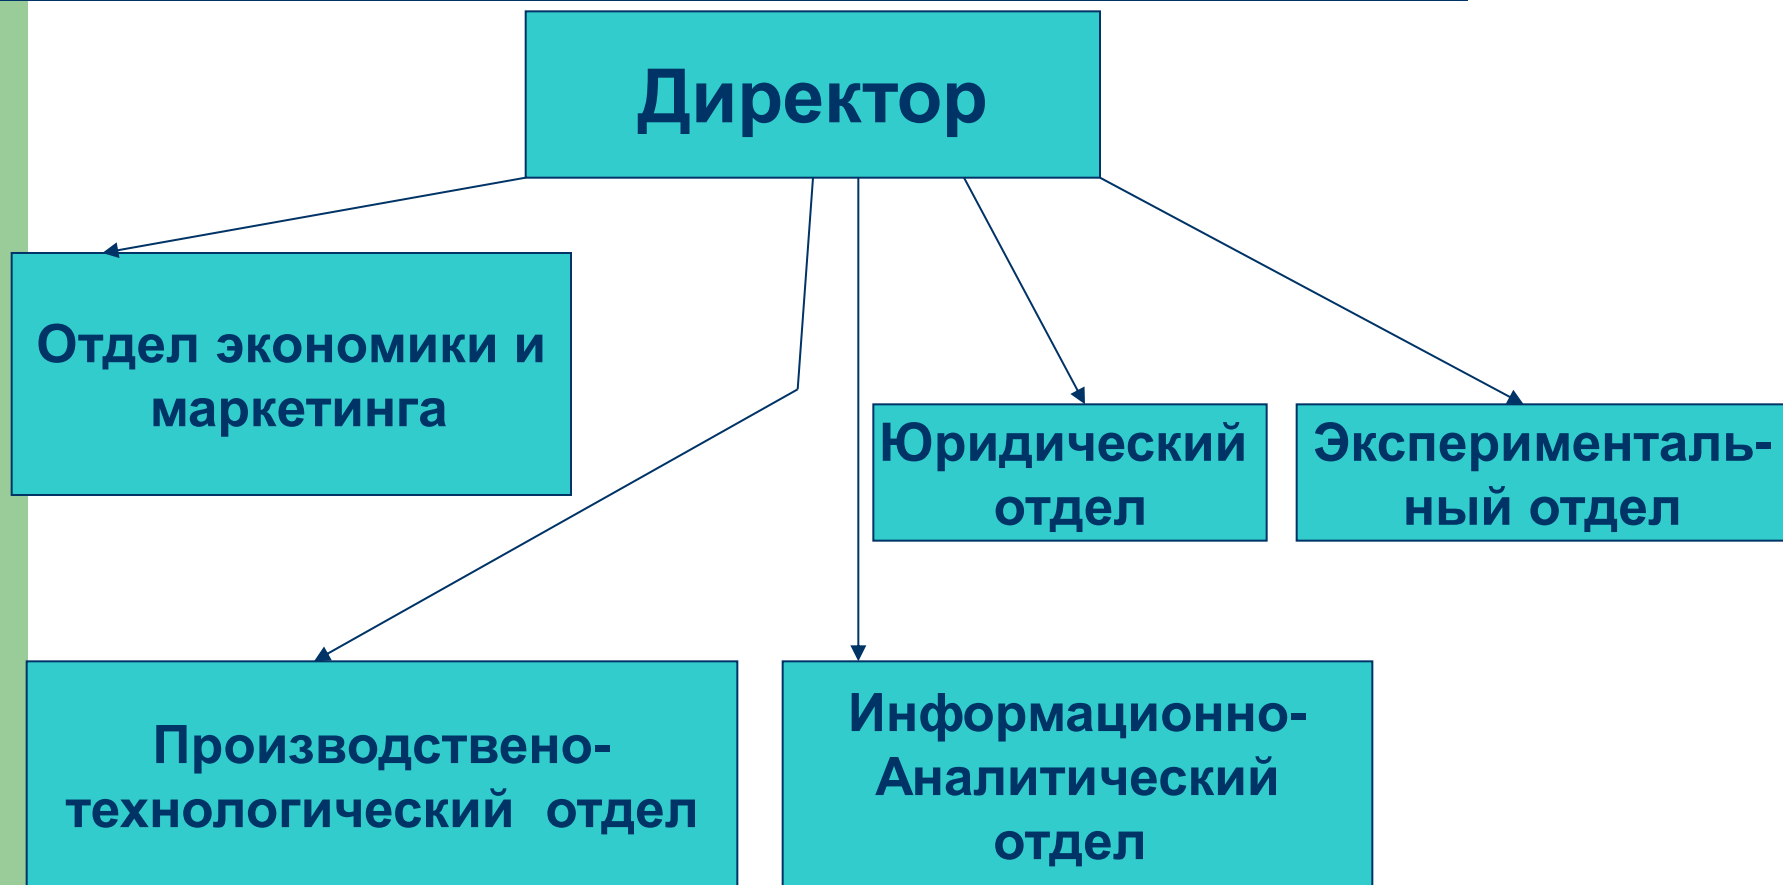 Директор
Отдел экономики и
маркетинга
Юридический
отдел
Эксперименталь-
ный отдел
Производствено-
технологический  отдел
Информационно-
Аналитический
отдел